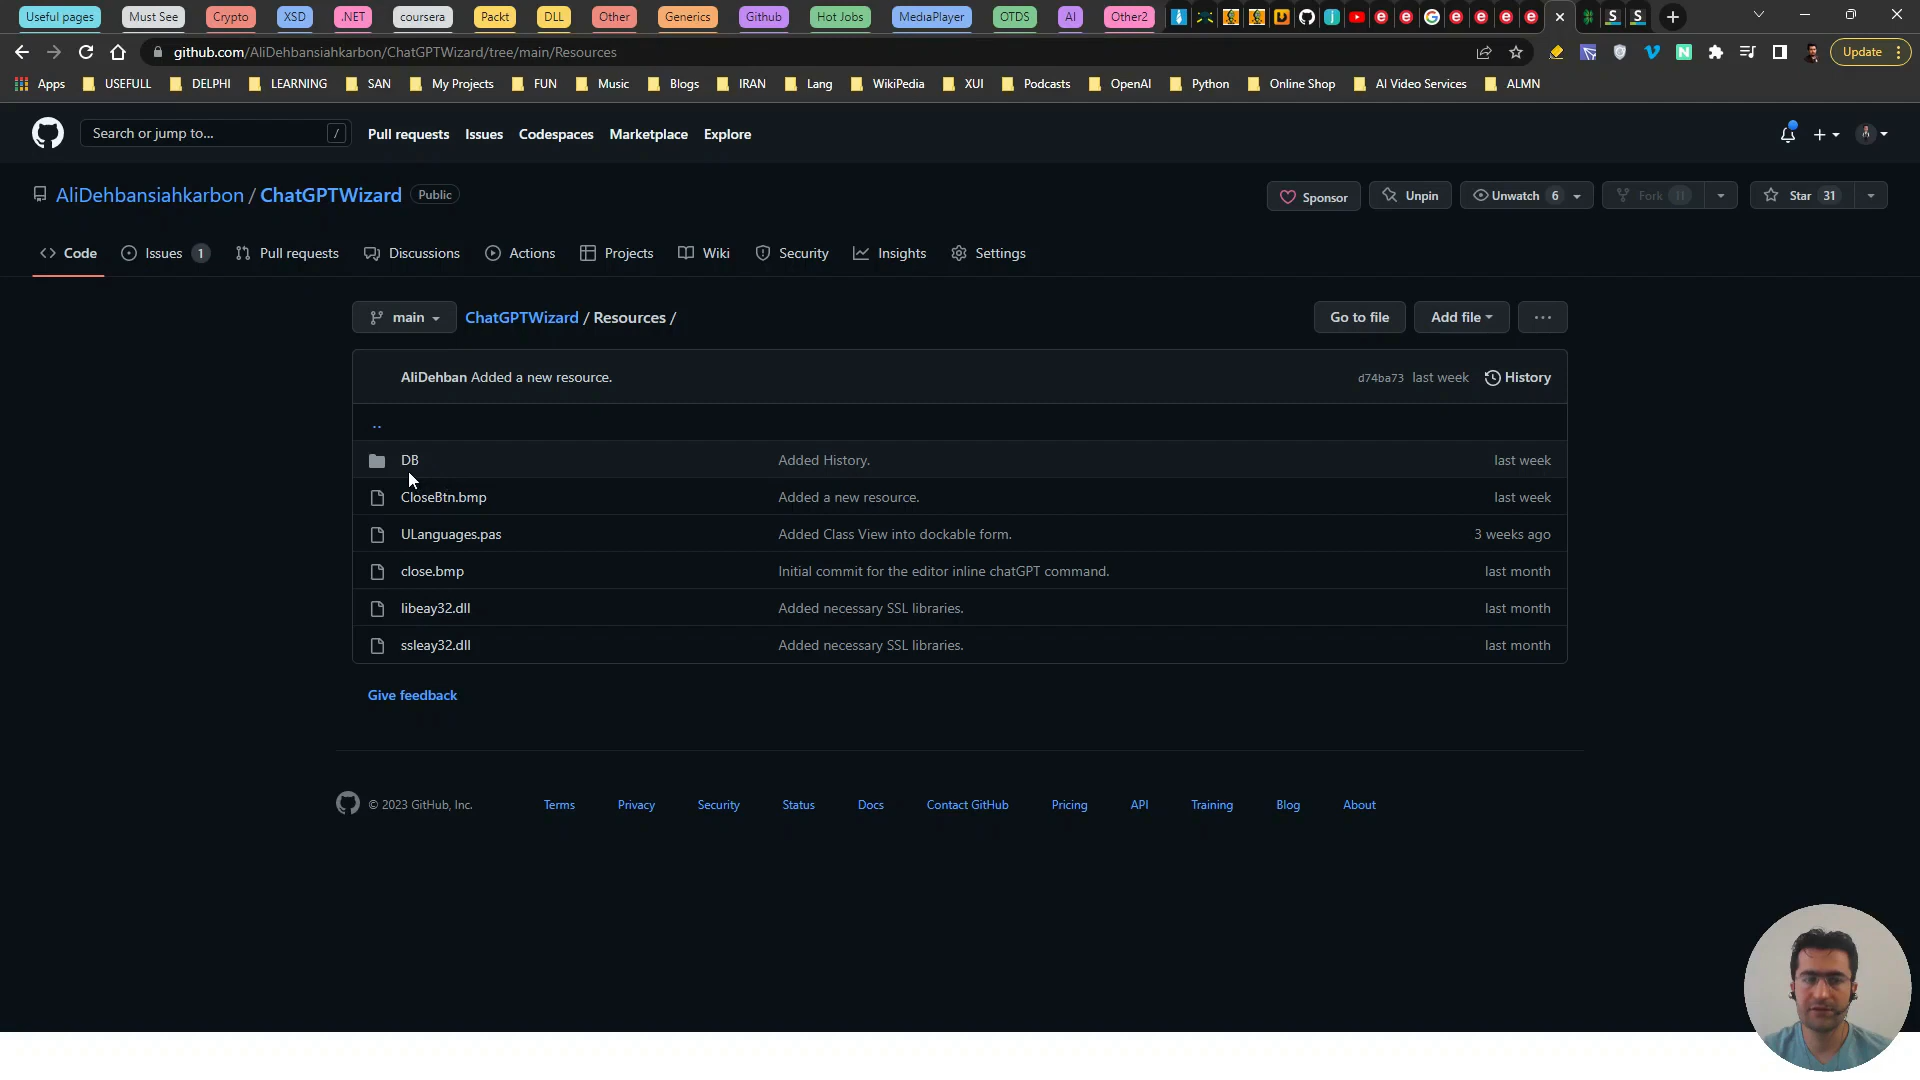 Useful pages Must See Crypto XSD .NET coursera Packt DLL Other Generics Github Hot Jobs MediaPlayer OTDS AI Other2
github.com/AliDehbansiahkarbon/ChatGPTWizard/tree/main/Resources Update
Apps USEFULL DELPHI LEARNING SAN My Projects FUN Music Blogs IRAN Lang WikiPedia XUI Podcasts OpenAI Python Online Shop AI Video Services ALMN
Search or jump to... / Pull requests Issues Codespaces Marketplace Explore
AliDehbansiahkarbon / ChatGPTWizard Public Sponsor Unpin Unwatch 6 Fork 11 Star 31
Code Issues 1 Pull requests Discussions Actions Projects Wiki Security Insights Settings
main ChatGPTWizard / Resources / Go to file Add file ...
AliDehban Added a new resource. d74ba73 last week History
..
DB Added History. last week
CloseBtn.bmp Added a new resource. last week
ULanguages.pas Added Class View into dockable form. 3 weeks ago
close.bmp Initial commit for the editor inline chatGPT command. last month
libeay32.dll Added necessary SSL libraries. last month
ssleay32.dll Added necessary SSL libraries. last month
Give feedback
© 2023 GitHub, Inc. Terms Privacy Security Status Docs Contact GitHub Pricing API Training Blog About